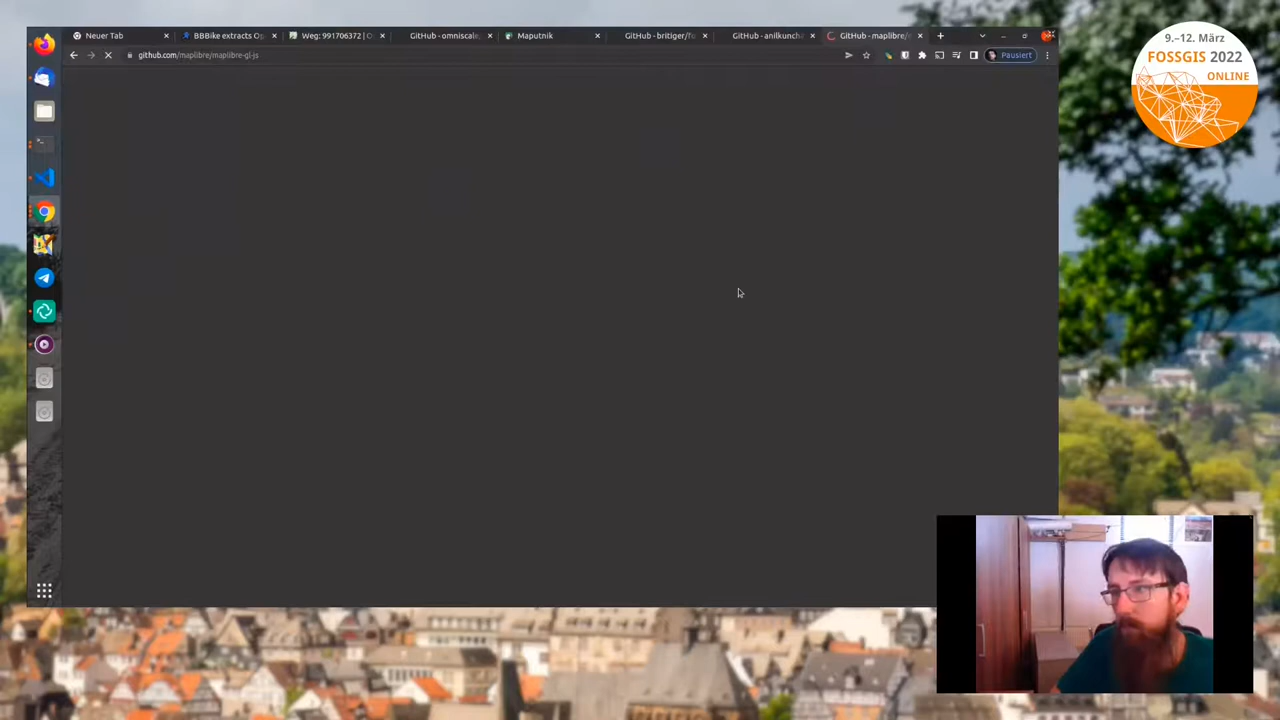 Neuer Tab
BBBike extracts Op
Weg: 991706372 | O
GitHub - omniscale,
Maputnik
GitHub - britiger/
GitHub - anilkuncha
GitHub - maplibre/
github.com/maplibre/maplibre-gl-js
Pausiert
9.–12. März
FOSSGIS 2022
ONLINE